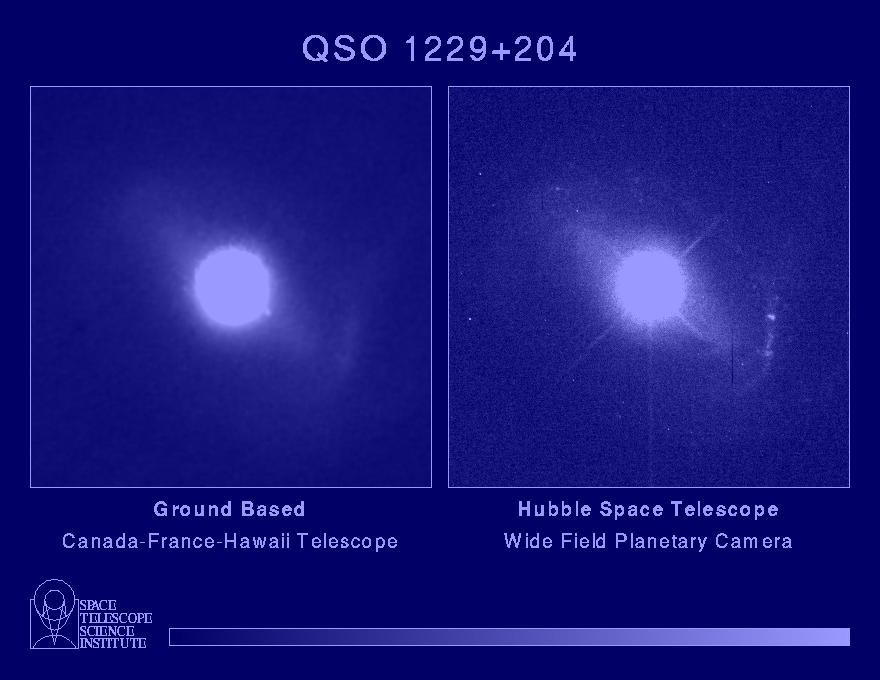 QSO 1229+204
Ground Based
Canada-France-Hawaii Telescope
Hubble Space Telescope
Wide Field Planetary Camera
SPACE
TELESCOPE
SCIENCE
INSTITUTE